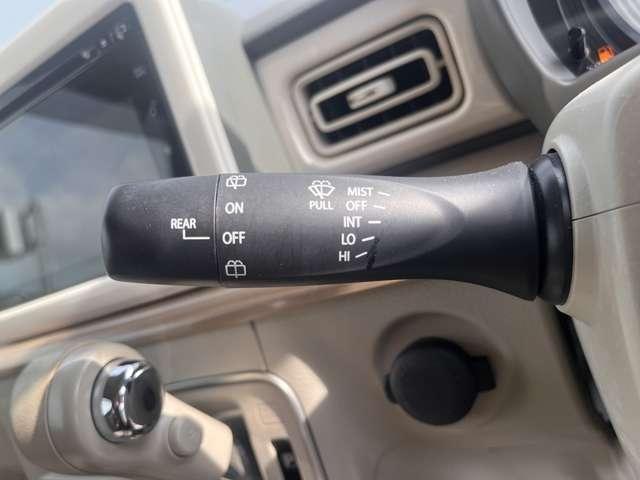 REAR
ON
OFF
PULL
MIST
OFF
INT
LO
HI